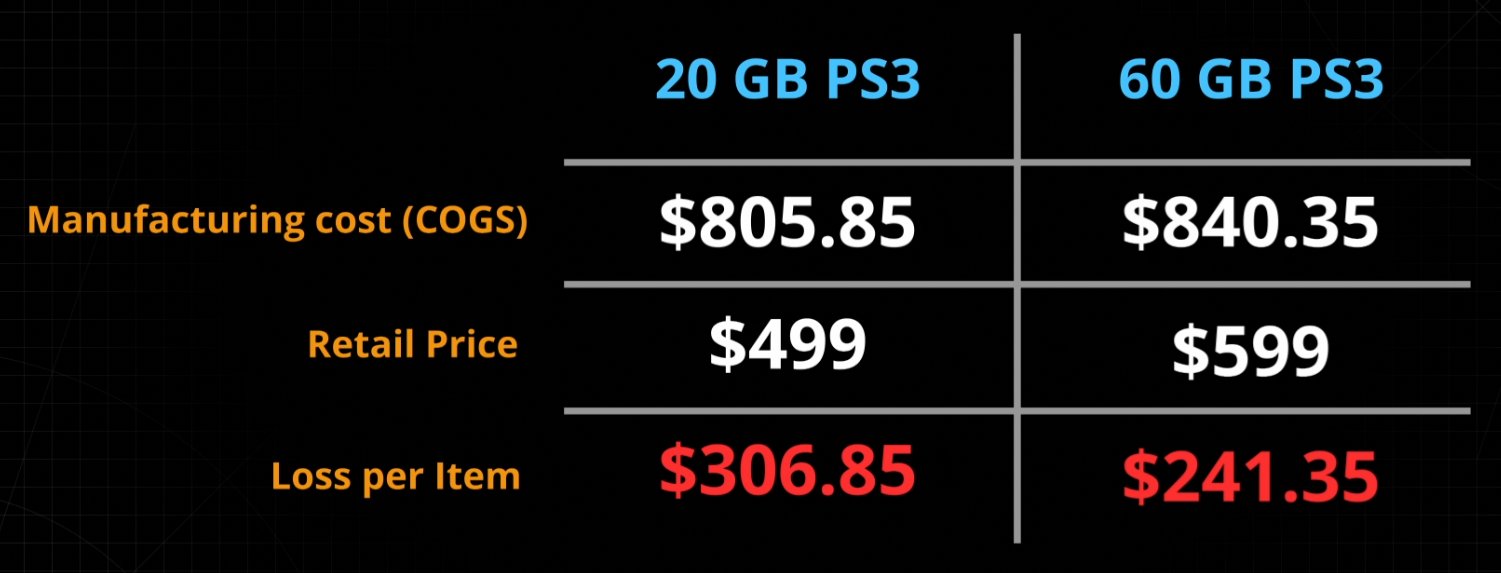 20 GB PS3 60 GB PS3
Manufacturing cost (COGS) $805.85 $840.35
Retail Price $499 $599
Loss per Item $306.85 $241.35